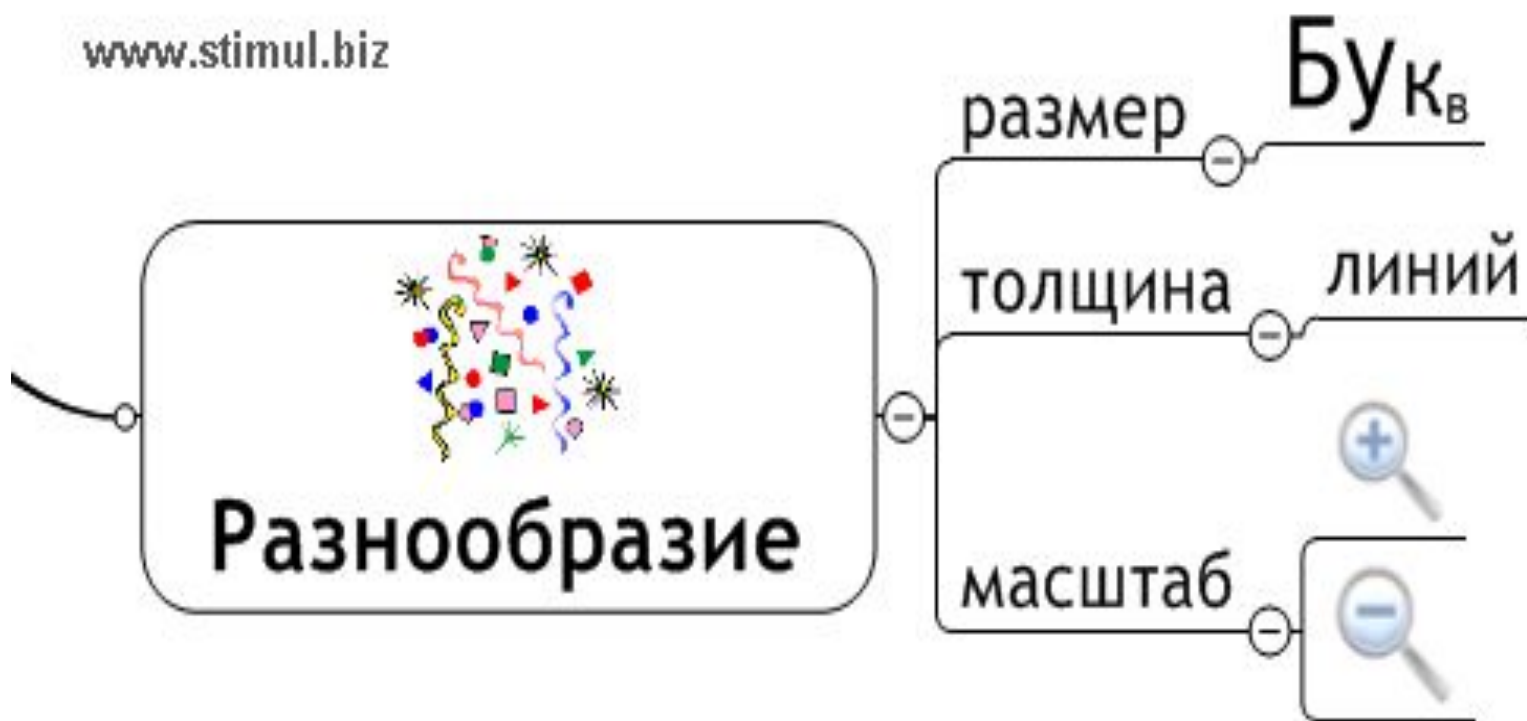 www.stimul.biz
Разнообразие
размер
Букв
толщина
линий
масштаб